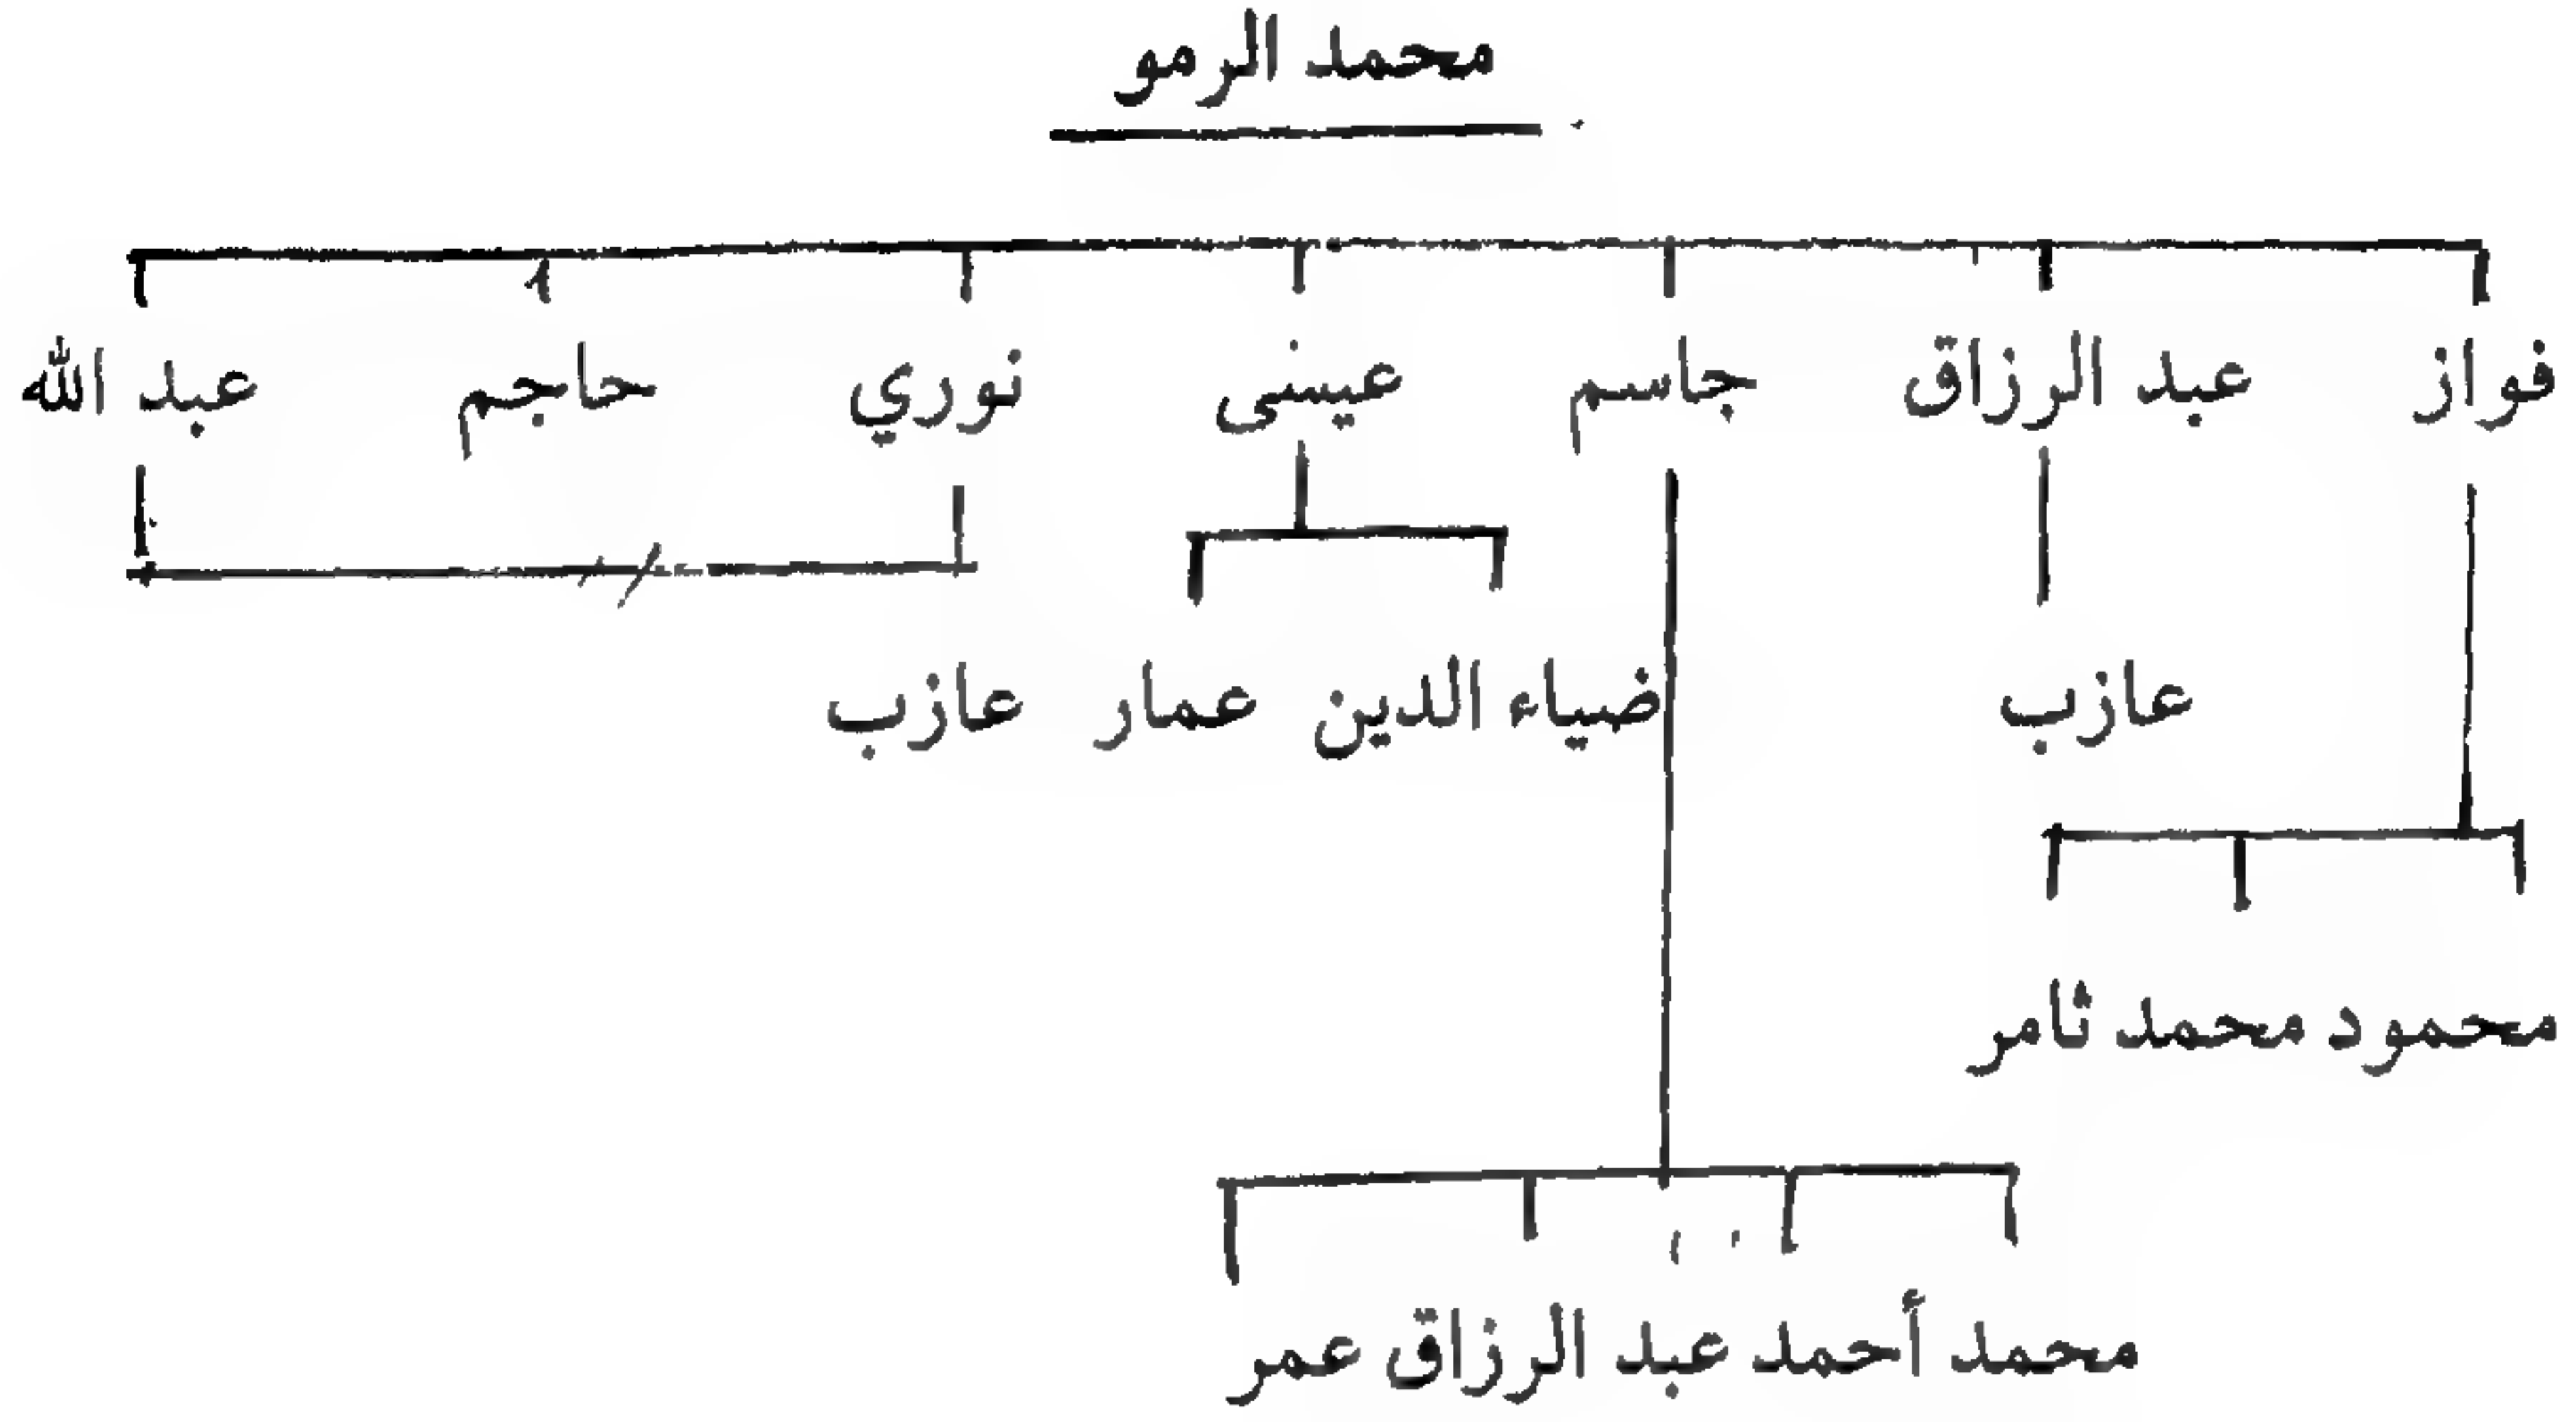 محمد الرمو
فواز عبد الرزاق جاسم عيسى نوري حاجم عبد الله
عازب ضياء الدين عمار عازب
محمود محمد ثامر
محمد أحمد عبد الرزاق عمر